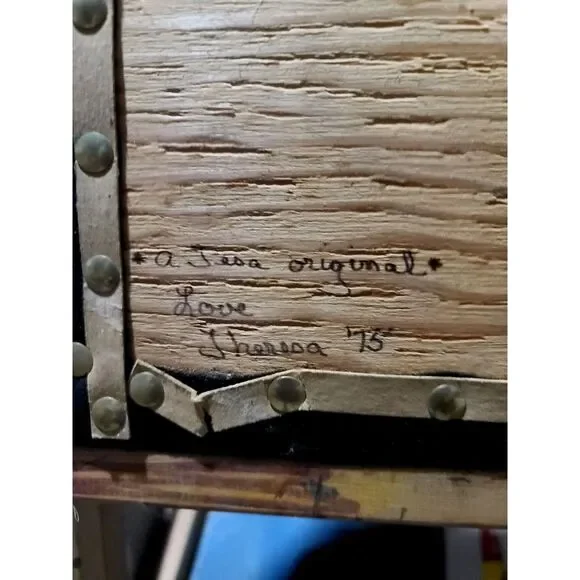 *A Tesa original*
Love
Theresa '75